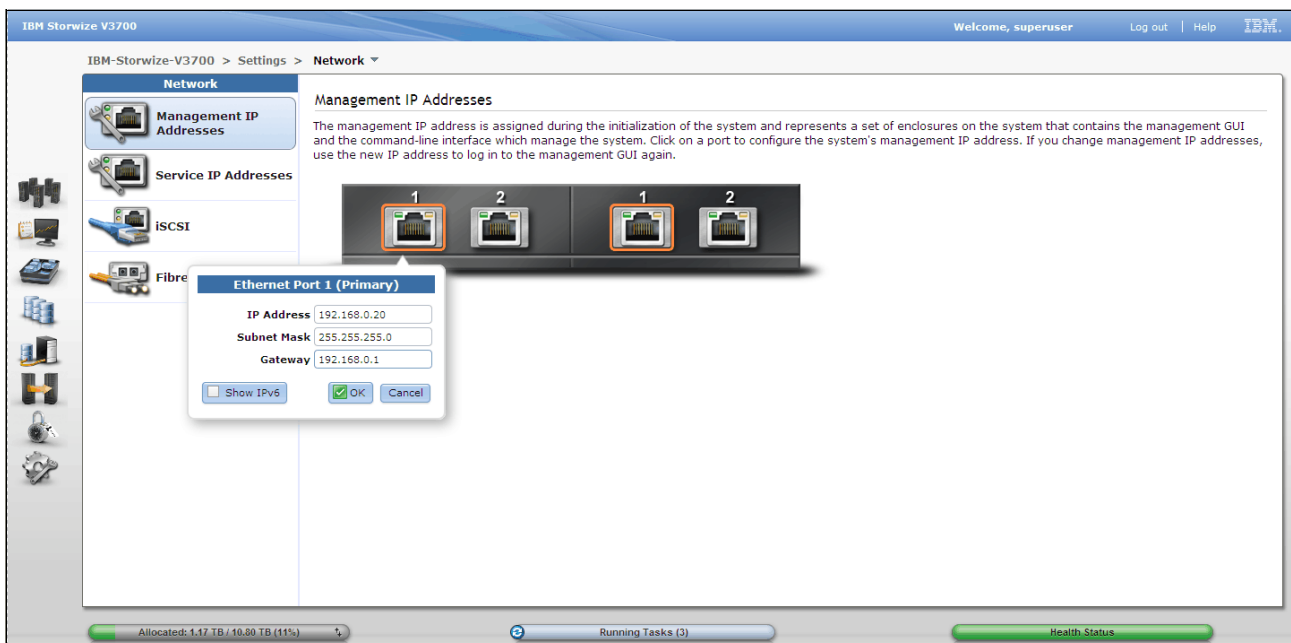 IBM Storwize V3700
Welcome, superuser
Log out | Help
IBM.
IBM-Storwize-V3700 > Settings > Network
Network
Management IP
Addresses
Service IP Addresses
iSCSI
Fibre
Management IP Addresses
The management IP address is assigned during the initialization of the system and represents a set of enclosures on the system that contains the management GUI
and the command-line interface which manage the system. Click on a port to configure the system's management IP address. If you change management IP addresses,
use the new IP address to log in to the management GUI again.
1 2 1 2
Ethernet Port 1 (Primary)
IP Address 192.168.0.20
Subnet Mask 255.255.255.0
Gateway 192.168.0.1
Show IPv6 OK Cancel
Allocated: 1.17 TB / 10.80 TB (11%)
Running Tasks (3)
Health Status